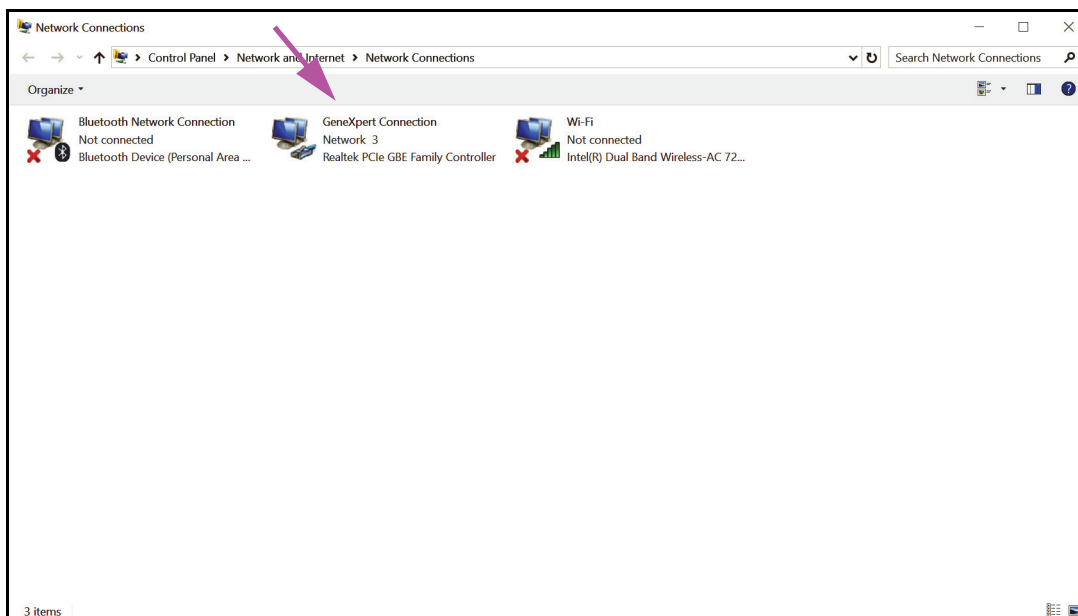 Network Connections
Control Panel > Network and Internet > Network Connections
Search Network Connections
Organize
Bluetooth Network Connection
Not connected
Bluetooth Device (Personal Area ...
GeneXpert Connection
Network 3
Realtek PCIe GBE Family Controller
Wi-Fi
Not connected
Intel(R) Dual Band Wireless-AC 72...
3 items